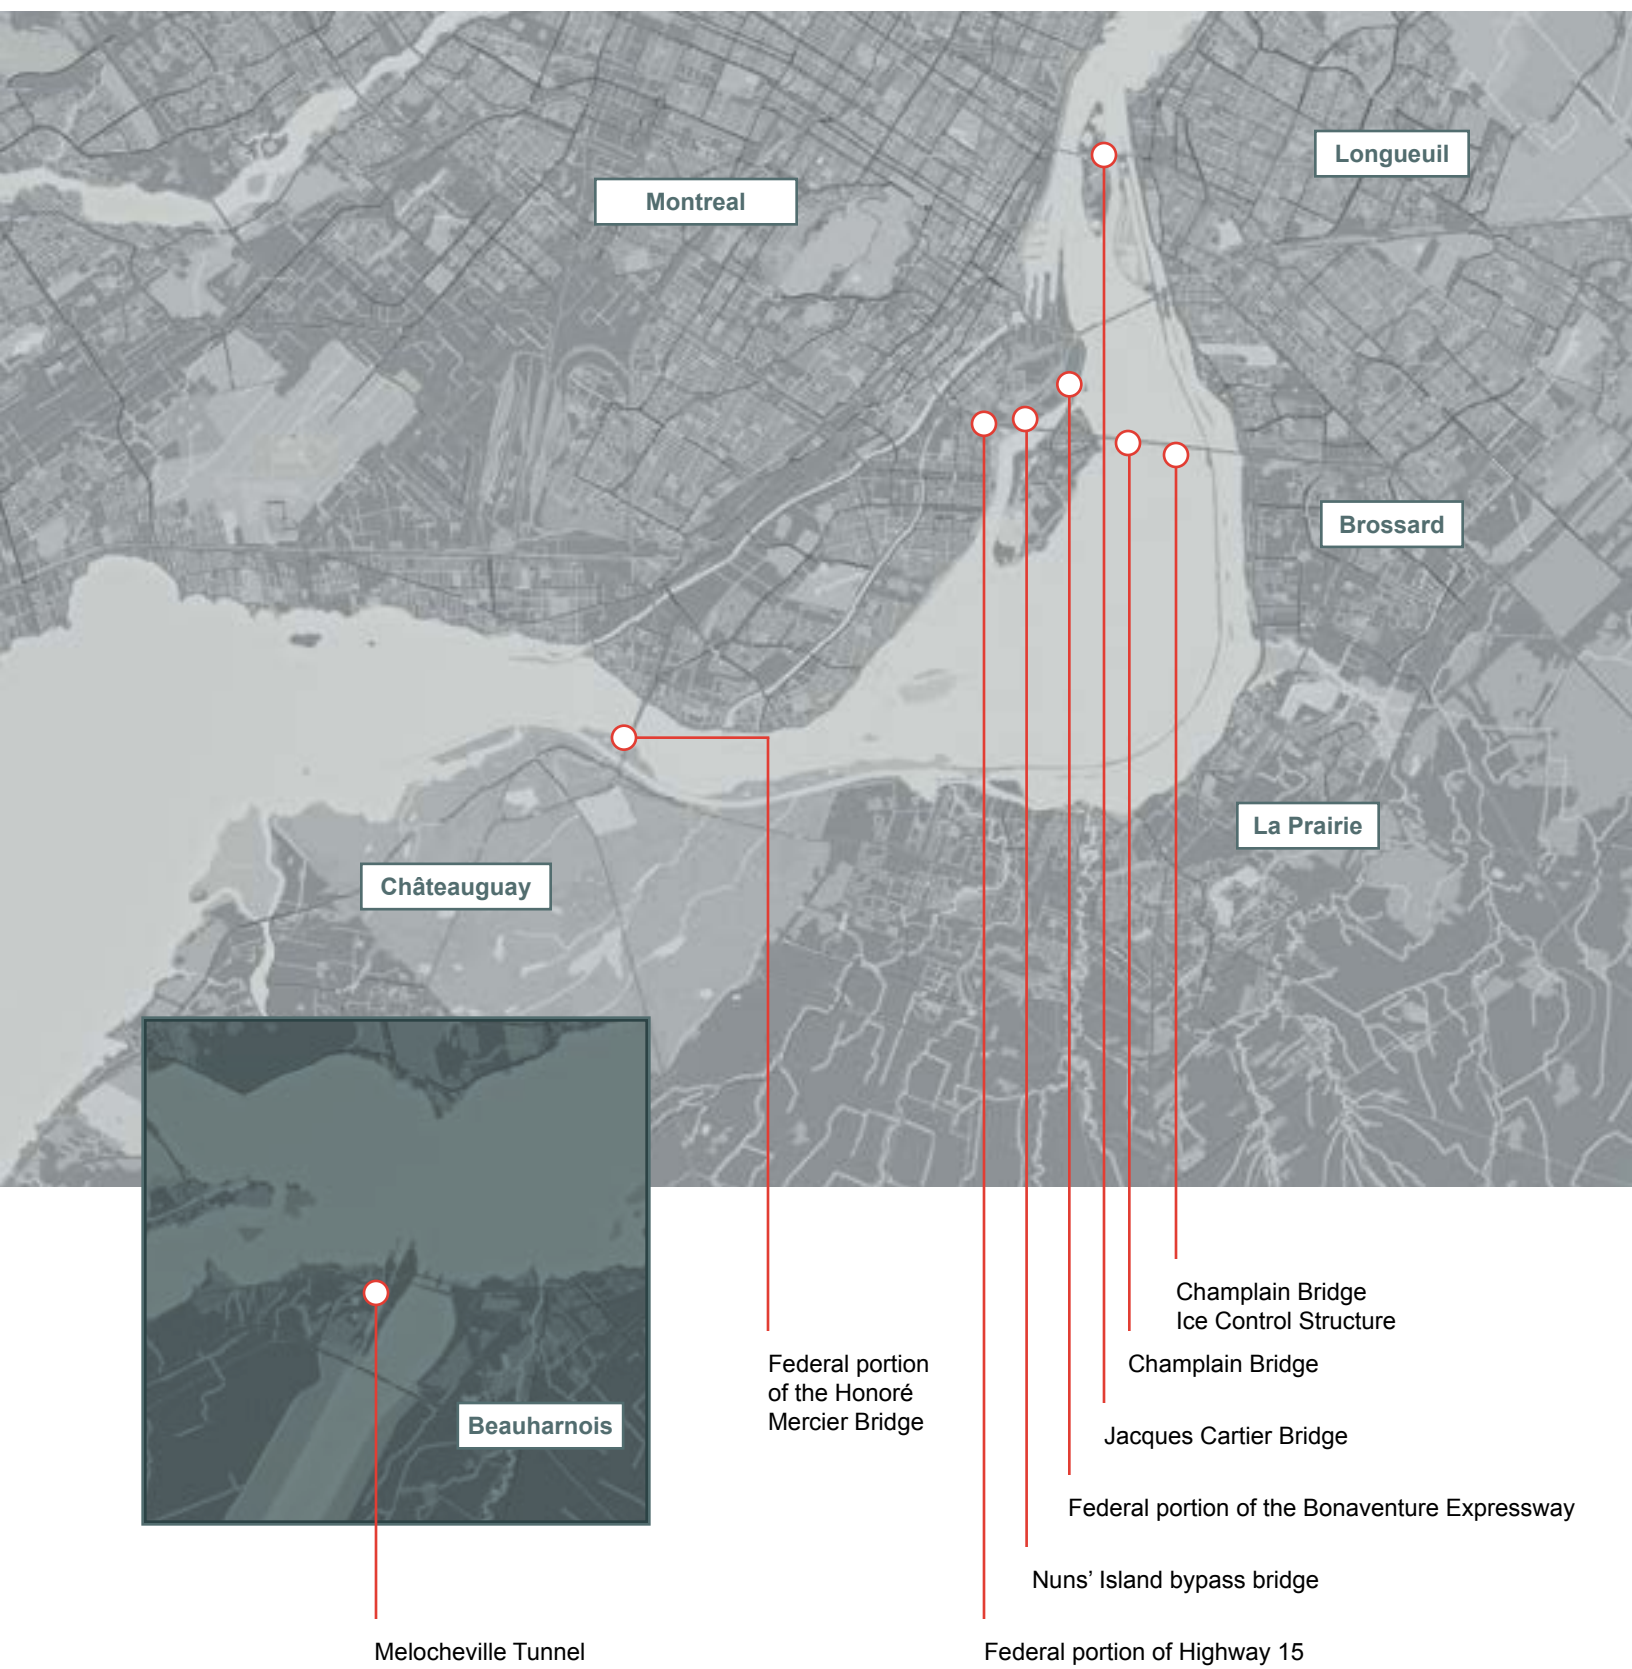 Longueuil
Montreal
Brossard
La Prairie
Châteauguay
Beauharnois
Champlain Bridge
Ice Control Structure
Federal portion
of the Honoré
Mercier Bridge
Champlain Bridge
Jacques Cartier Bridge
Federal portion of the Bonaventure Expressway
Nuns’ Island bypass bridge
Melocheville Tunnel
Federal portion of Highway 15